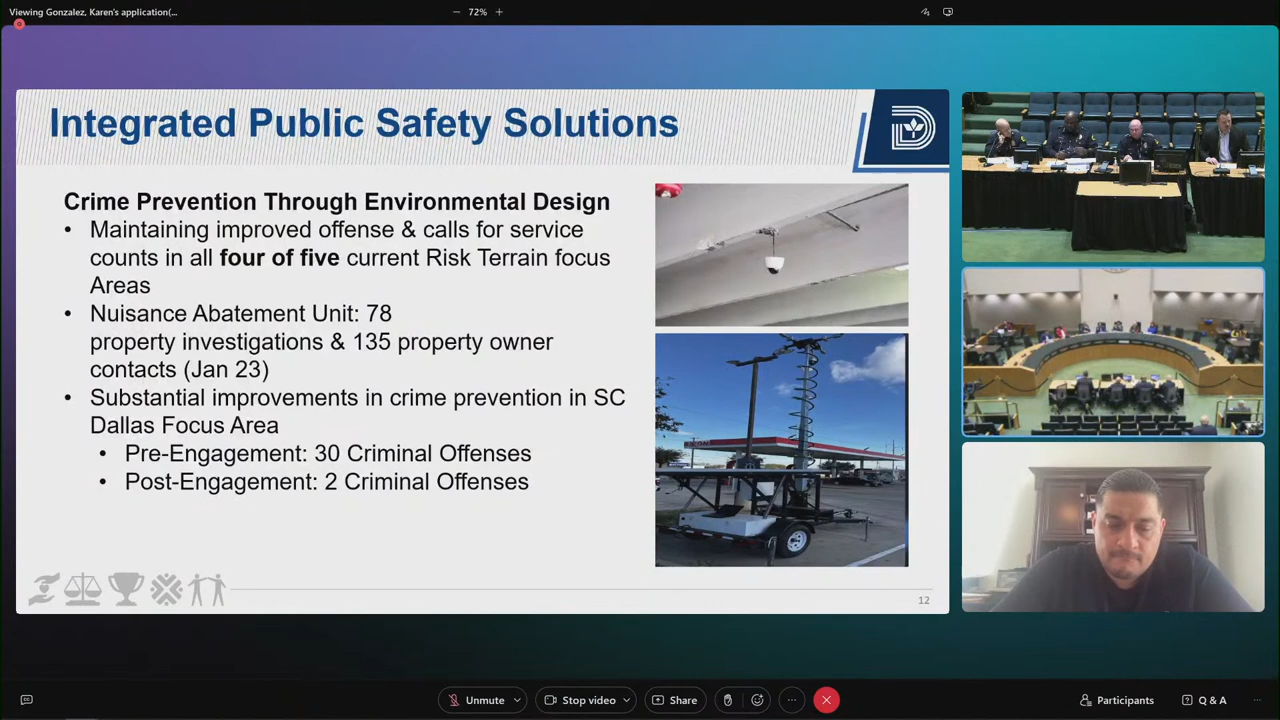 Viewing Gonzalez, Karen's application(...
72%
Integrated Public Safety Solutions
Crime Prevention Through Environmental Design
• Maintaining improved offense & calls for service
counts in all four of five current Risk Terrain focus
Areas
• Nuisance Abatement Unit: 78
property investigations & 135 property owner
contacts (Jan 23)
• Substantial improvements in crime prevention in SC
Dallas Focus Area
• Pre-Engagement: 30 Criminal Offenses
• Post-Engagement: 2 Criminal Offenses
12
Unmute
Stop video
Share
Participants
Q & A